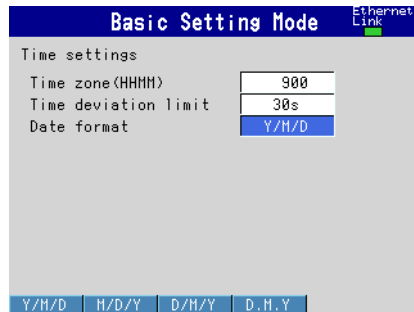 Basic Setting Mode
Ethernet
Link
Time settings
Time zone(HHMM) 900
Time deviation limit 30s
Date format Y/M/D
Y/M/D M/D/Y D/M/Y D.M.Y